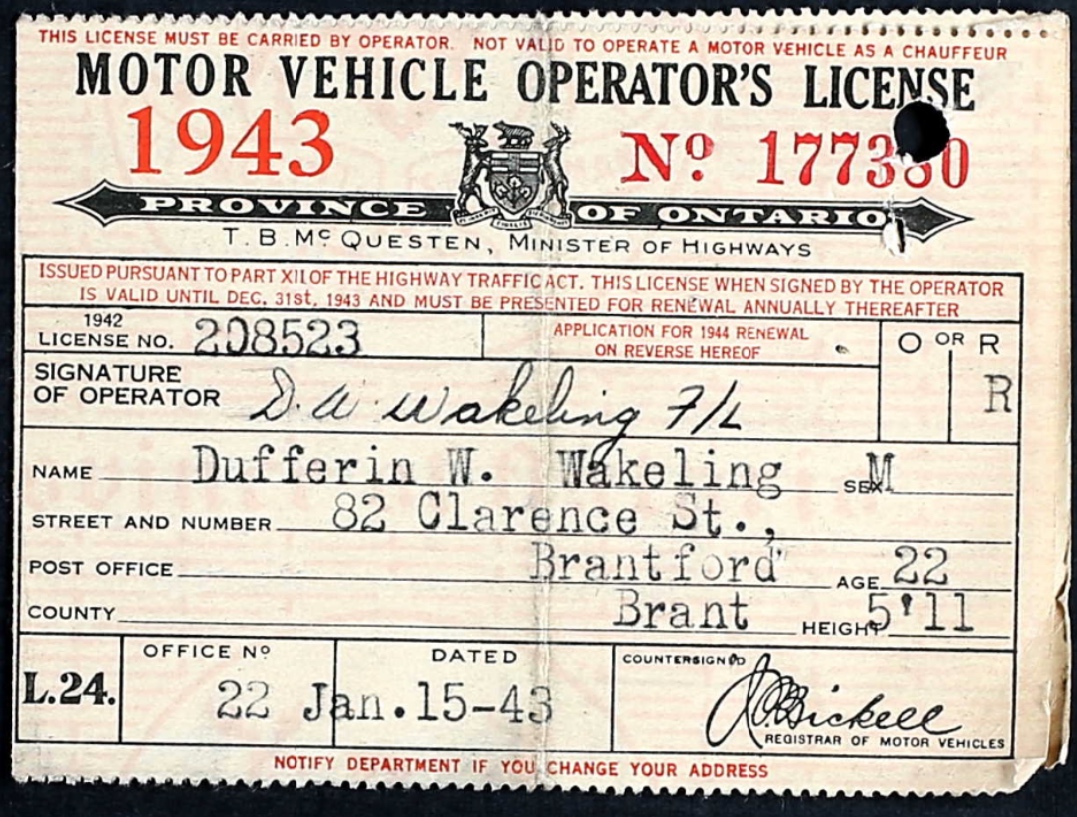 THIS LICENSE MUST BE CARRIED BY OPERATOR. NOT VALID TO OPERATE A MOTOR VEHICLE AS A CHAUFFEUR
MOTOR VEHICLE OPERATOR'S LICENSE
1943 Nº
PROVINCE OF ONTARIO
T. B. Mc QUESTEN, MINISTER OF HIGHWAYS
ISSUED PURSUANT TO PART XII OF THE HIGHWAY TRAFFIC ACT. THIS LICENSE WHEN SIGNED BY THE OPERATOR
IS VALID UNTIL DEC. 31st, 1943 AND MUST BE PRESENTED FOR RENEWAL ANNUALLY THEREAFTER
1942
LICENSE NO. 208523
APPLICATION FOR 1944 RENEWAL
ON REVERSE HEREOF
O OR R
R
SIGNATURE
OF OPERATOR D. W. Wakeling F/L
NAME Dufferin W. Wakeling SEX M
STREET AND NUMBER 82 Clarence St.,
POST OFFICE Brantford AGE 22
COUNTY Brant HEIGHT 5'11
L.24.
OFFICE Nº DATED
22 Jan.15-43
COUNTERSIGNED
J.P. Bickell
REGISTRAR OF MOTOR VEHICLES
NOTIFY DEPARTMENT IF YOU CHANGE YOUR ADDRESS